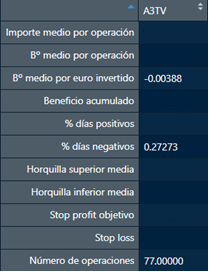 A3TV
Importe medio por operación
Bº medio por operación
Bº medio por euro invertido -0.00388
Beneficio acumulado
% días positivos
% días negativos 0.27273
Horquilla superior media
Horquilla inferior media
Stop profit objetivo
Stop loss
Número de operaciones 77.00000